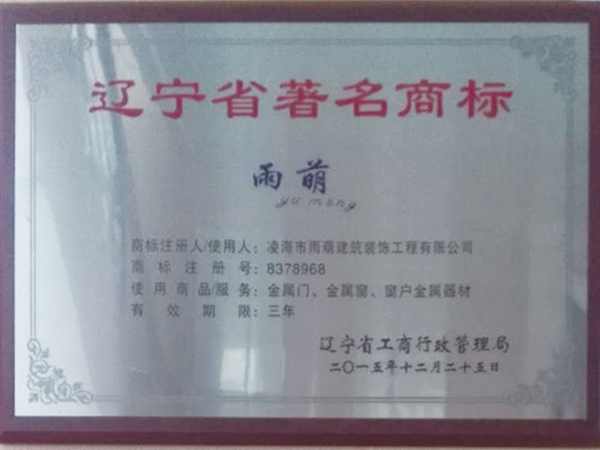 辽宁省著名商标
雨萌
yu meng
商标注册人/使用人：凌海市雨萌建筑装饰工程有限公司
商标注册号：8378968
使用商品/服务：金属门、金属窗、窗户金属器材
有效期限：三年
辽宁省工商行政管理局
二〇一五年十二月二十五日